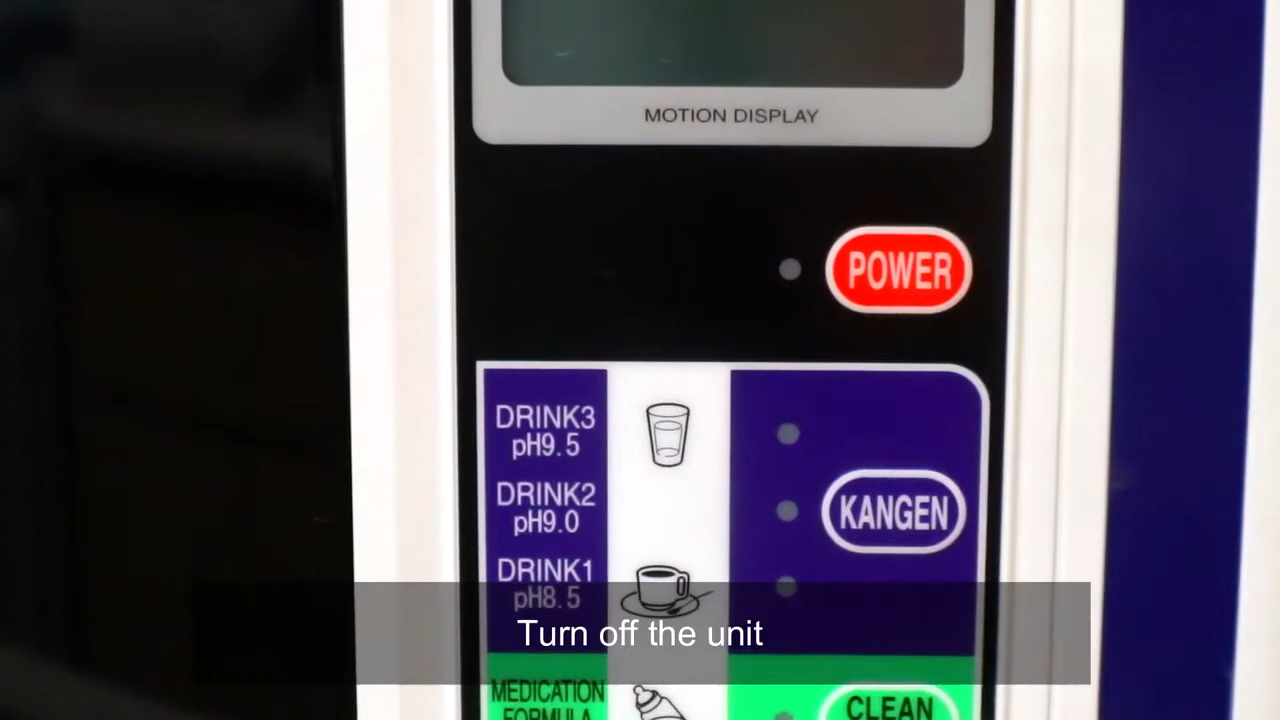 MOTION DISPLAY
POWER
DRINK3
pH9.5
DRINK2
pH9.0
KANGEN
DRINK1
pH8.5
Turn off the unit
MEDICATION
FORMULA
CLEAN